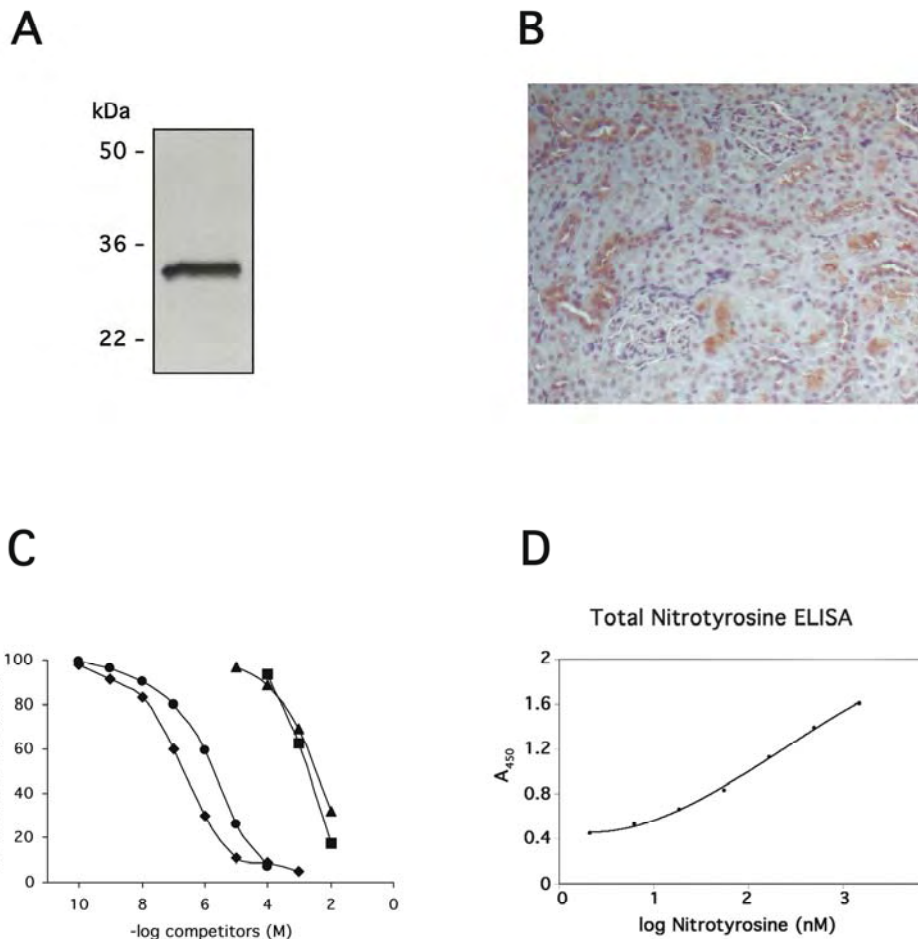 A
B
kDa
50 -
36 -
22 -
C
D
Total Nitrotyrosine ELISA
100
80
60
40
20
0
10 8 6 4 2 0
-log competitors (M)
2
1.6
1.2
0.8
0.4
0
A450
0 1 2 3
log Nitrotyrosine (nM)